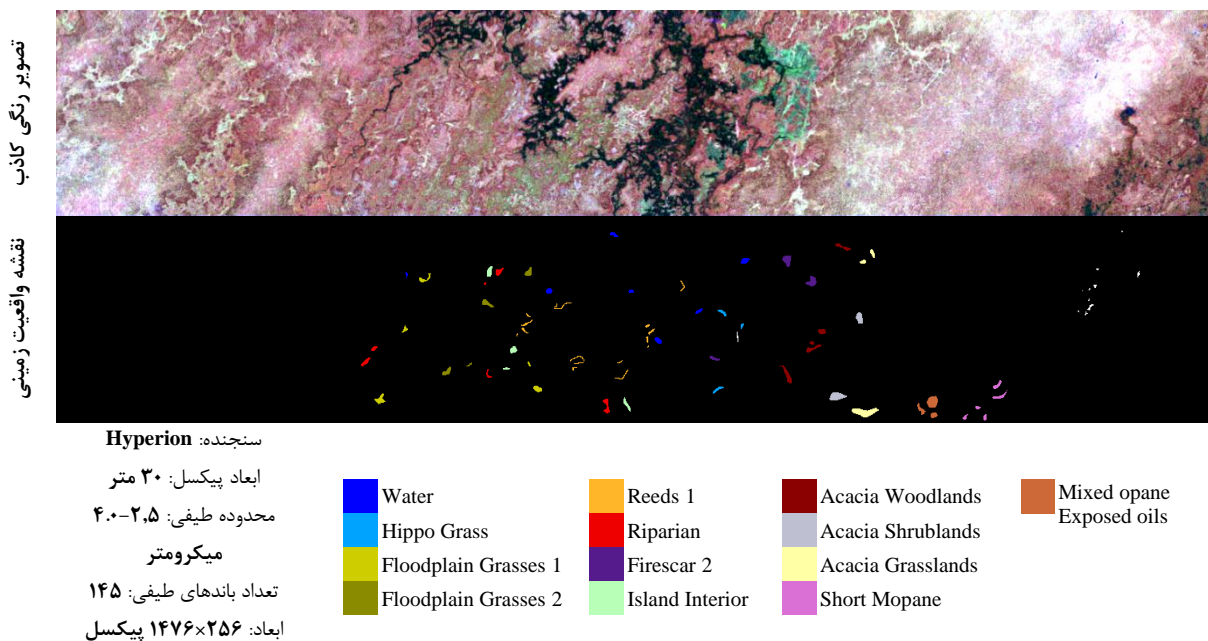 تصویر رنگی کاذب
نقشه واقعیت زمینی
سنجنده: Hyperion
ابعاد پیکسل: ۳۰ متر
محدوده طیفی: ۲,۵-۴.۰
میکرومتر
تعداد باندهای طیفی: ۱۴۵
ابعاد: ۲۵۶×۱۴۷۶ پیکسل
Water
Hippo Grass
Floodplain Grasses 1
Floodplain Grasses 2
Reeds 1
Riparian
Firescar 2
Island Interior
Acacia Woodlands
Acacia Shrublands
Acacia Grasslands
Short Mopane
Mixed opane
Exposed oils